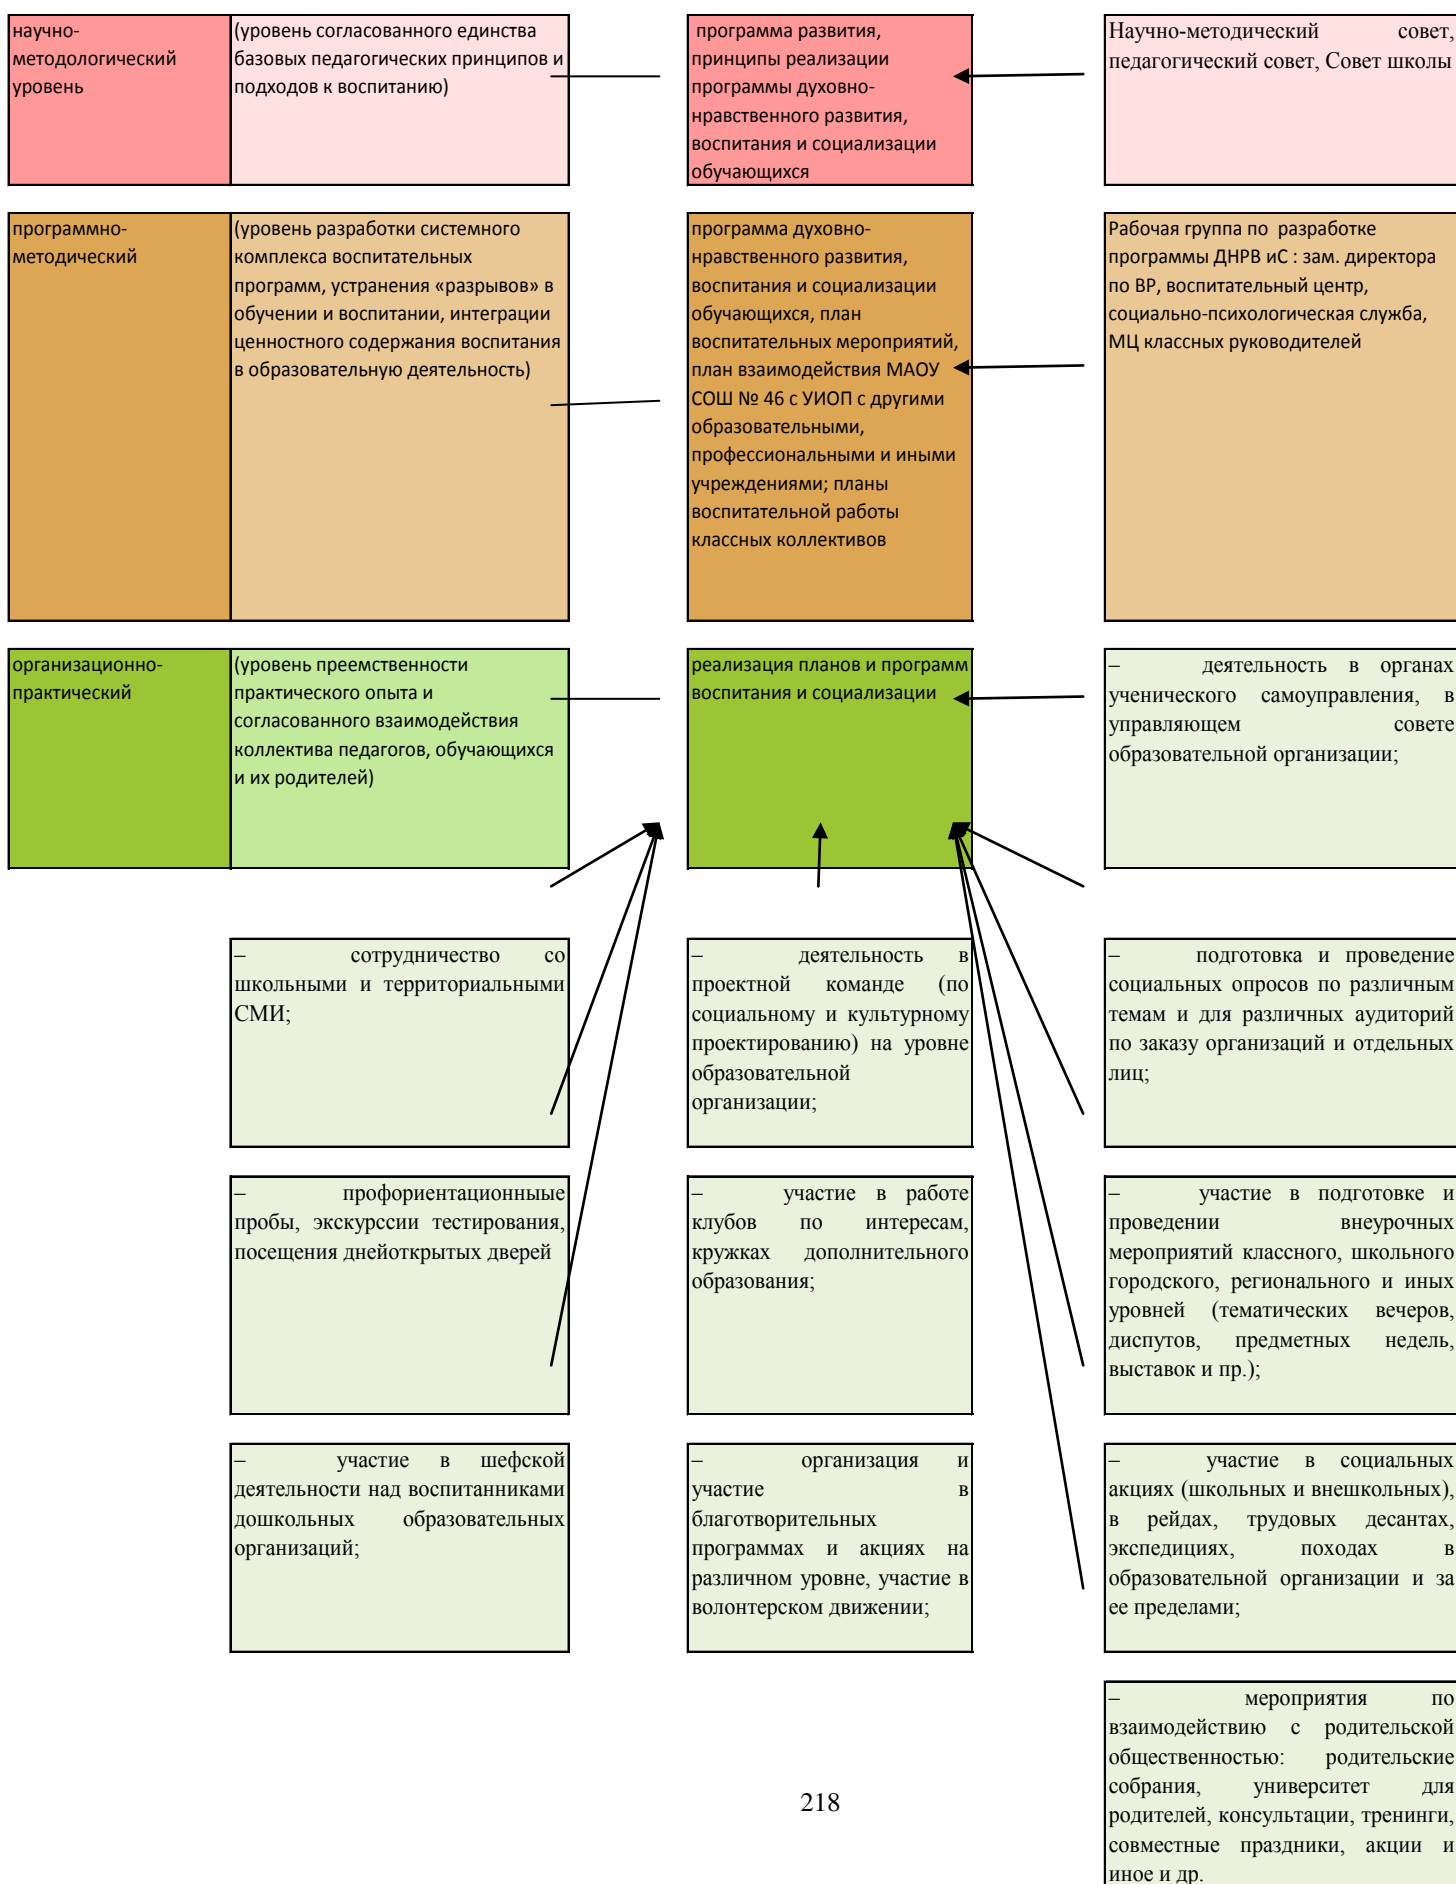 научно-
методологический
уровень
(уровень согласованного единства
базовых педагогических принципов и
подходов к воспитанию)
программа развития,
принципы реализации
программы духовно-
нравственного развития,
воспитания и социализации
обучающихся
Научно-методический совет,
педагогический совет, Совет школы
программно-
методический
(уровень разработки системного
комплекса воспитательных
программ, устранения «разрывов» в
обучении и воспитании, интеграции
ценностного содержания воспитания
в образовательную деятельность)
программа духовно-
нравственного развития,
воспитания и социализации
обучающихся, план
воспитательных мероприятий,
план взаимодействия МАОУ
СОШ № 46 с УИОП с другими
образовательными,
профессиональными и иными
учреждениями; планы
воспитательной работы
классных коллективов
Рабочая группа по разработке
программы ДНРВ иС : зам. директора
по ВР, воспитательный центр,
социально-психологическая служба,
МЦ классных руководителей
организационно-
практический
(уровень преемственности
практического опыта и
согласованного взаимодействия
коллектива педагогов, обучающихся
и их родителей)
реализация планов и программ
воспитания и социализации
– деятельность в органах
ученического самоуправления, в
управляющем совете
образовательной организации;
– сотрудничество со
школьными и территориальными
СМИ;
– деятельность в
проектной команде (по
социальному и культурному
проектированию) на уровне
образовательной
организации;
– подготовка и проведение
социальных опросов по различным
темам и для различных аудиторий
по заказу организаций и отдельных
лиц;
– профориентационныые
пробы, экскурссии тестирования,
посещения днейоткрытых дверей
– участие в работе
клубов по интересам,
кружках дополнительного
образования;
– участие в подготовке и
проведении внеурочных
мероприятий классного, школьного
городского, регионального и иных
уровней (тематических вечеров,
диспутов, предметных недель,
выставок и пр.);
– участие в шефской
деятельности над воспитанниками
дошкольных образовательных
организаций;
– организация и
участие в
благотворительных
программах и акциях на
различном уровне, участие в
волонтерском движении;
– участие в социальных
акциях (школьных и внешкольных),
в рейдах, трудовых десантах,
экспедициях, походах в
образовательной организации и за
ее пределами;
– мероприятия по
взаимодействию с родительской
общественностью: родительские
собрания, университет для
родителей, консультации, тренинги,
совместные праздники, акции и
иное и др.
218